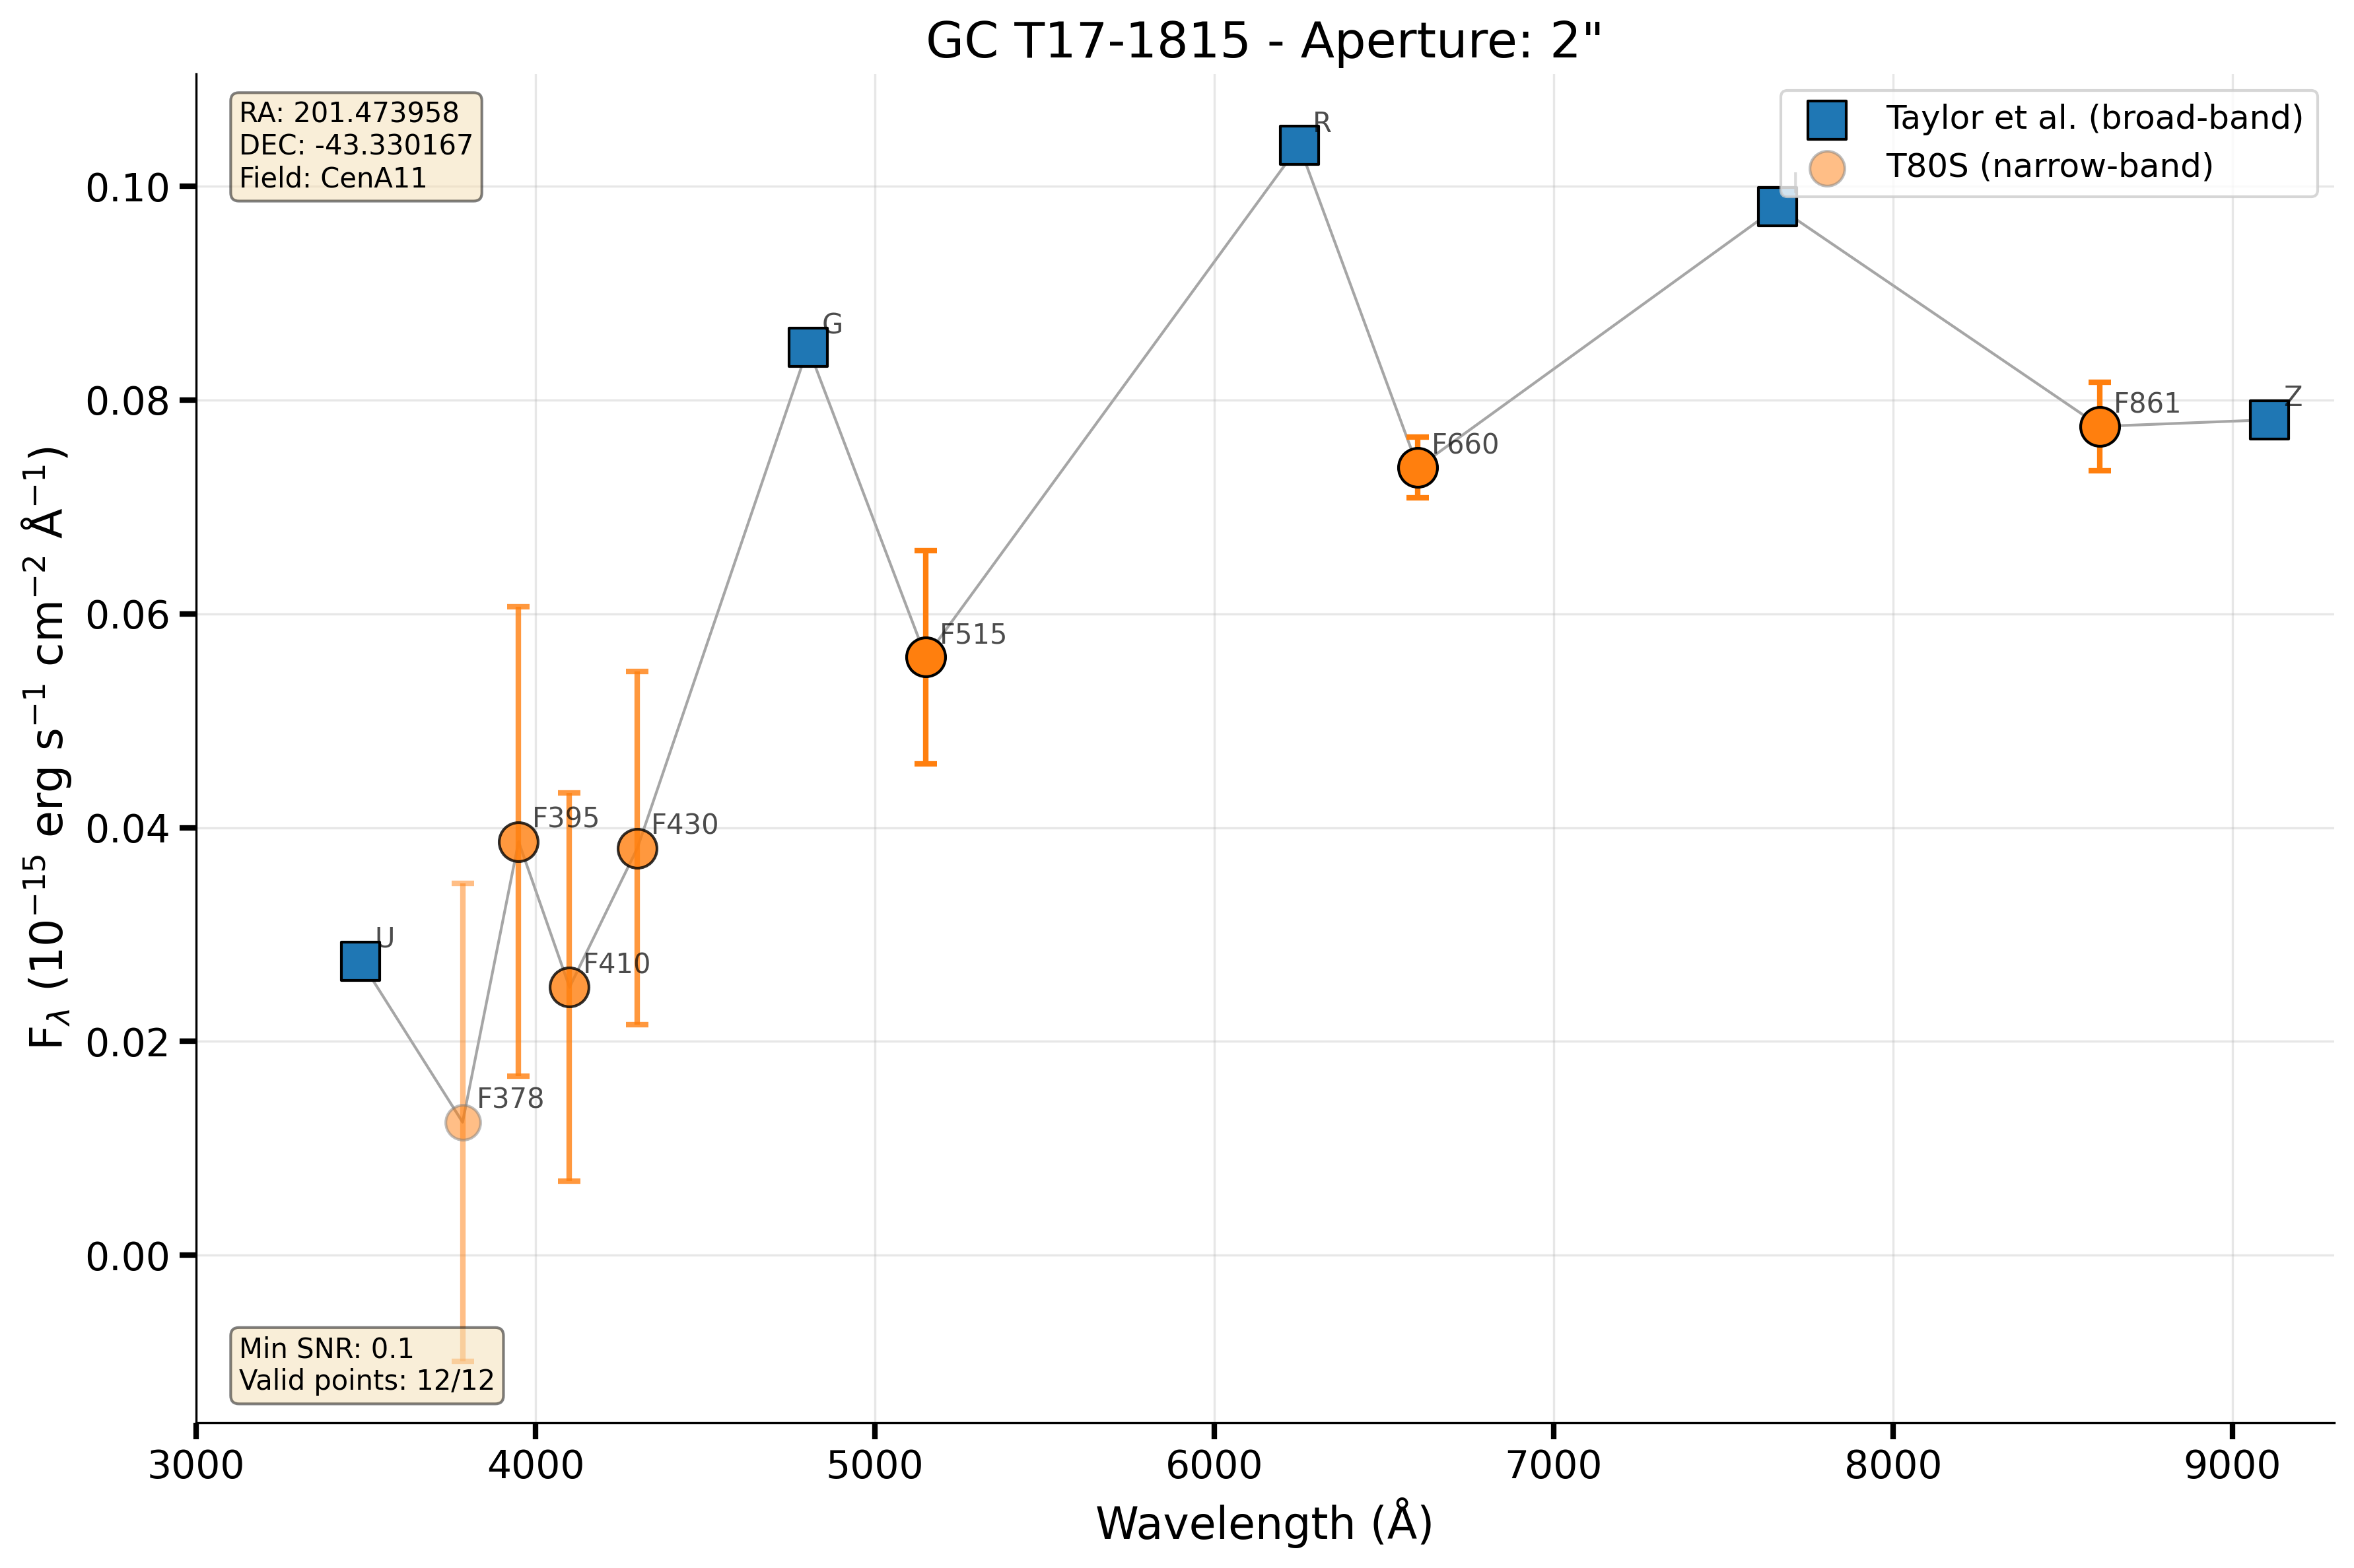 GC T17-1815 - Aperture: 2"
RA: 201.473958
DEC: -43.330167
Field: CenA11
Taylor et al. (broad-band)
T80S (narrow-band)
R
I
G
Z
F861
F660
F515
F395
F430
U
F410
F378
Min SNR: 0.1
Valid points: 12/12
0.10
0.08
0.06
0.04
0.02
0.00
F$_{λ}$ (10$^{−15}$ erg s$^{−1}$ cm$^{−2}$ Å$^{−1}$)
3000 4000 5000 6000 7000 8000 9000
Wavelength (Å)